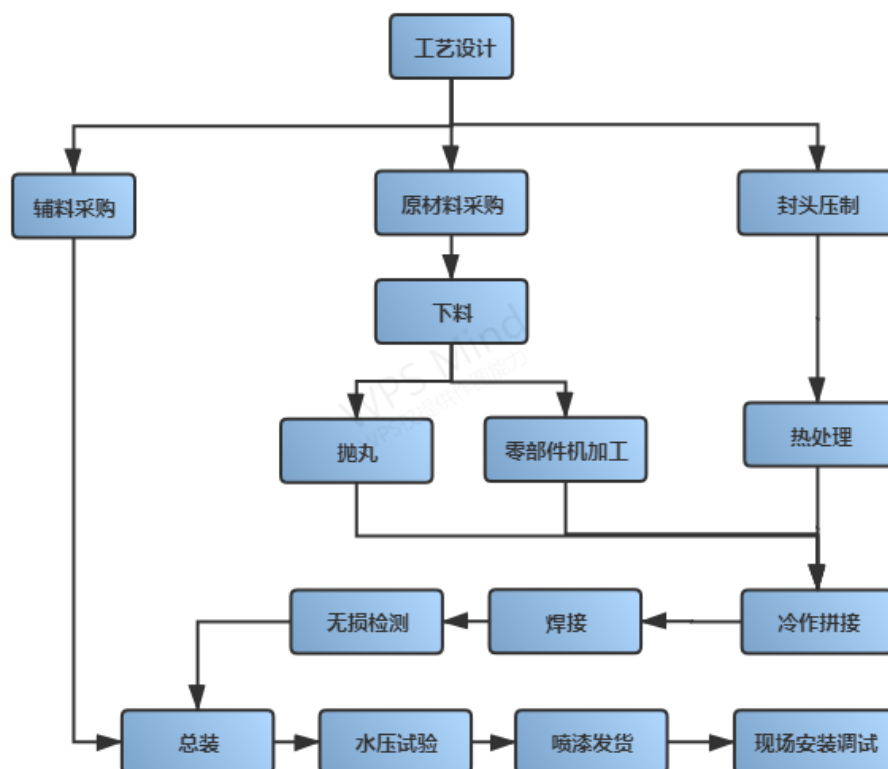 工艺设计
辅料采购
原材料采购
封头压制
下料
抛丸
零部件机加工
热处理
无损检测
焊接
冷作拼接
总装
水压试验
喷漆发货
现场安装调试
WPS Mind